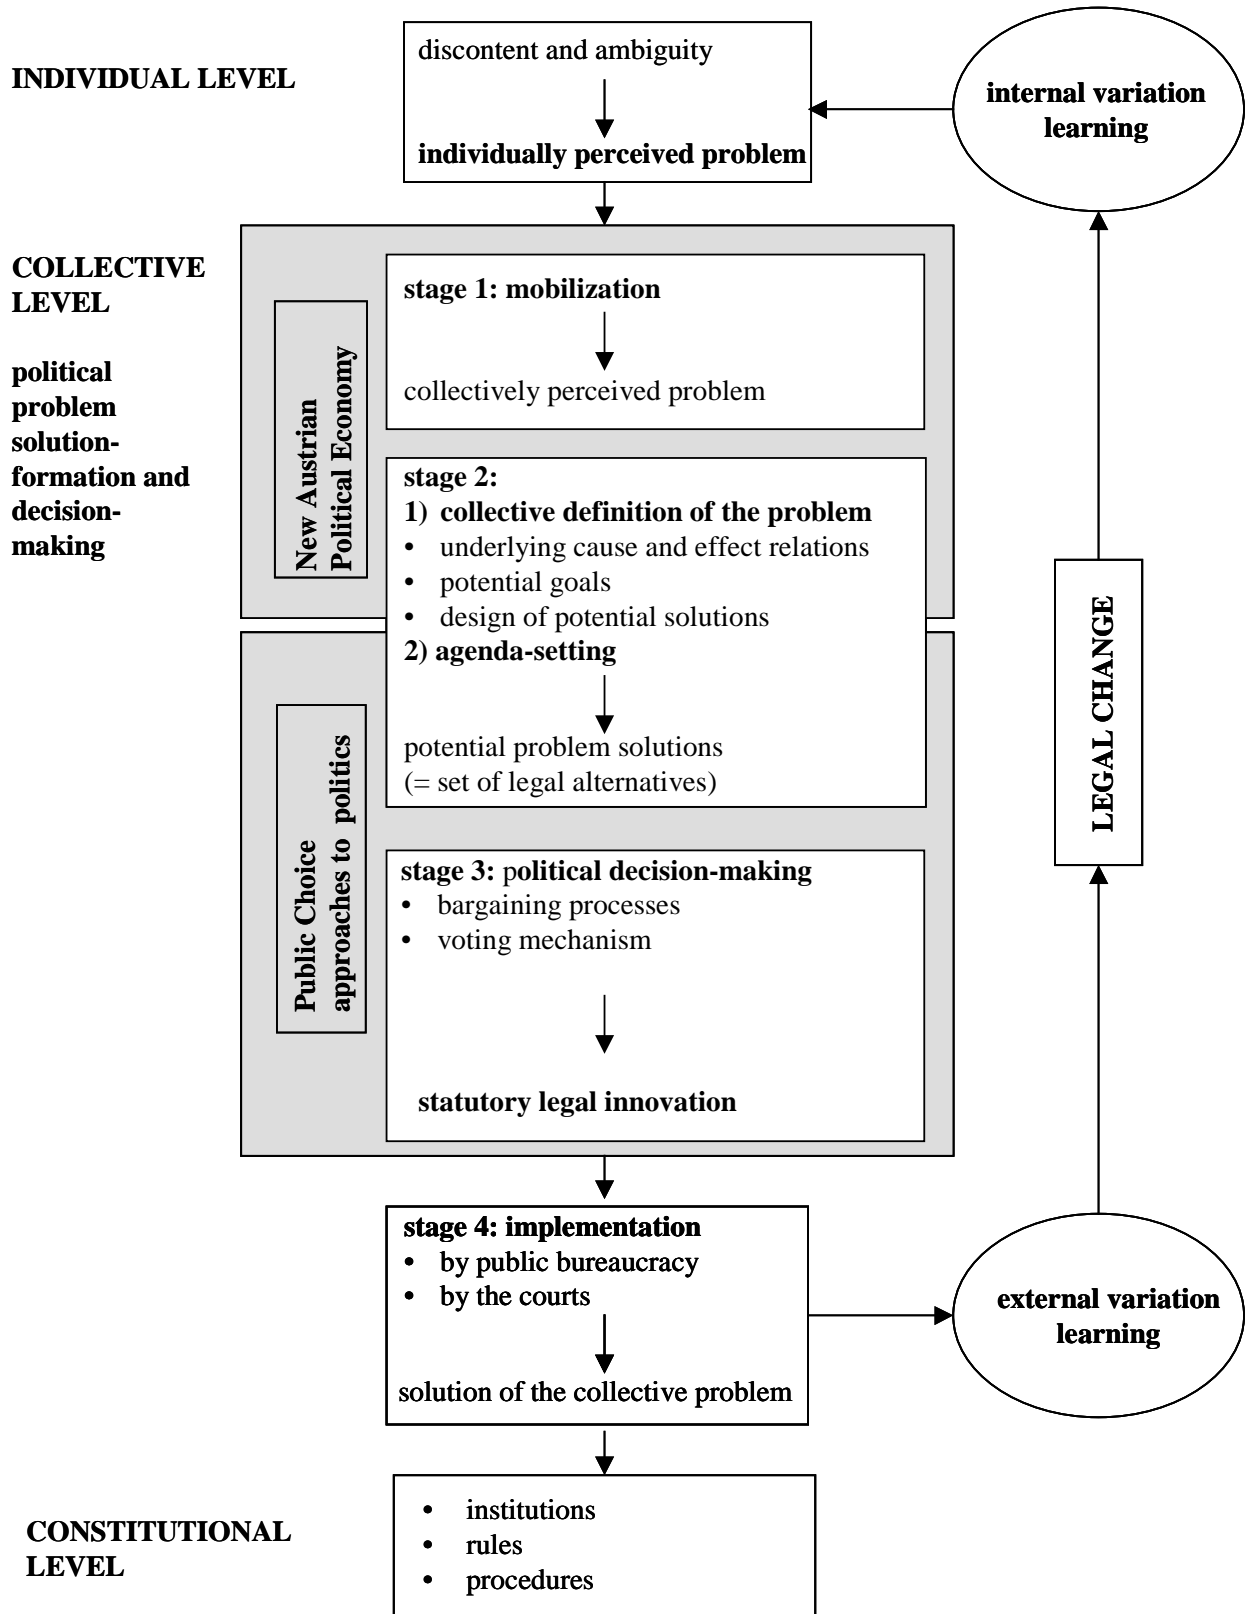 INDIVIDUAL LEVEL
discontent and ambiguity
individually perceived problem
internal variation
learning
COLLECTIVE
LEVEL
political
problem
solution-
formation and
decision-
making
New Austrian
Political Economy
stage 1: mobilization
collectively perceived problem
stage 2:
1) collective definition of the problem
• underlying cause and effect relations
• potential goals
• design of potential solutions
2) agenda-setting
potential problem solutions
(= set of legal alternatives)
Public Choice
approaches to politics
stage 3: political decision-making
• bargaining processes
• voting mechanism
statutory legal innovation
LEGAL CHANGE
stage 4: implementation
• by public bureaucracy
• by the courts
solution of the collective problem
external variation
learning
CONSTITUTIONAL
LEVEL
• institutions
• rules
• procedures